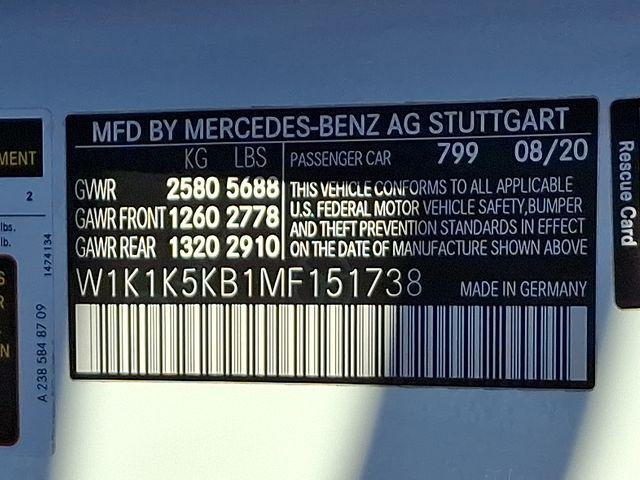 MFD BY MERCEDES-BENZ AG STUTTGART
KG LBS PASSENGER CAR 799 08/20
GVWR 2580 5688
GAWR FRONT 1260 2778
GAWR REAR 1320 2910
THIS VEHICLE CONFORMS TO ALL APPLICABLE
U.S. FEDERAL MOTOR VEHICLE SAFETY,BUMPER
AND THEFT PREVENTION STANDARDS IN EFFECT
ON THE DATE OF MANUFACTURE SHOWN ABOVE
W1K1K5KB1MF151738 MADE IN GERMANY
MENT
2
lbs.
lb.
1474134
A 238 584 87 09
S
R
N
Rescue Card